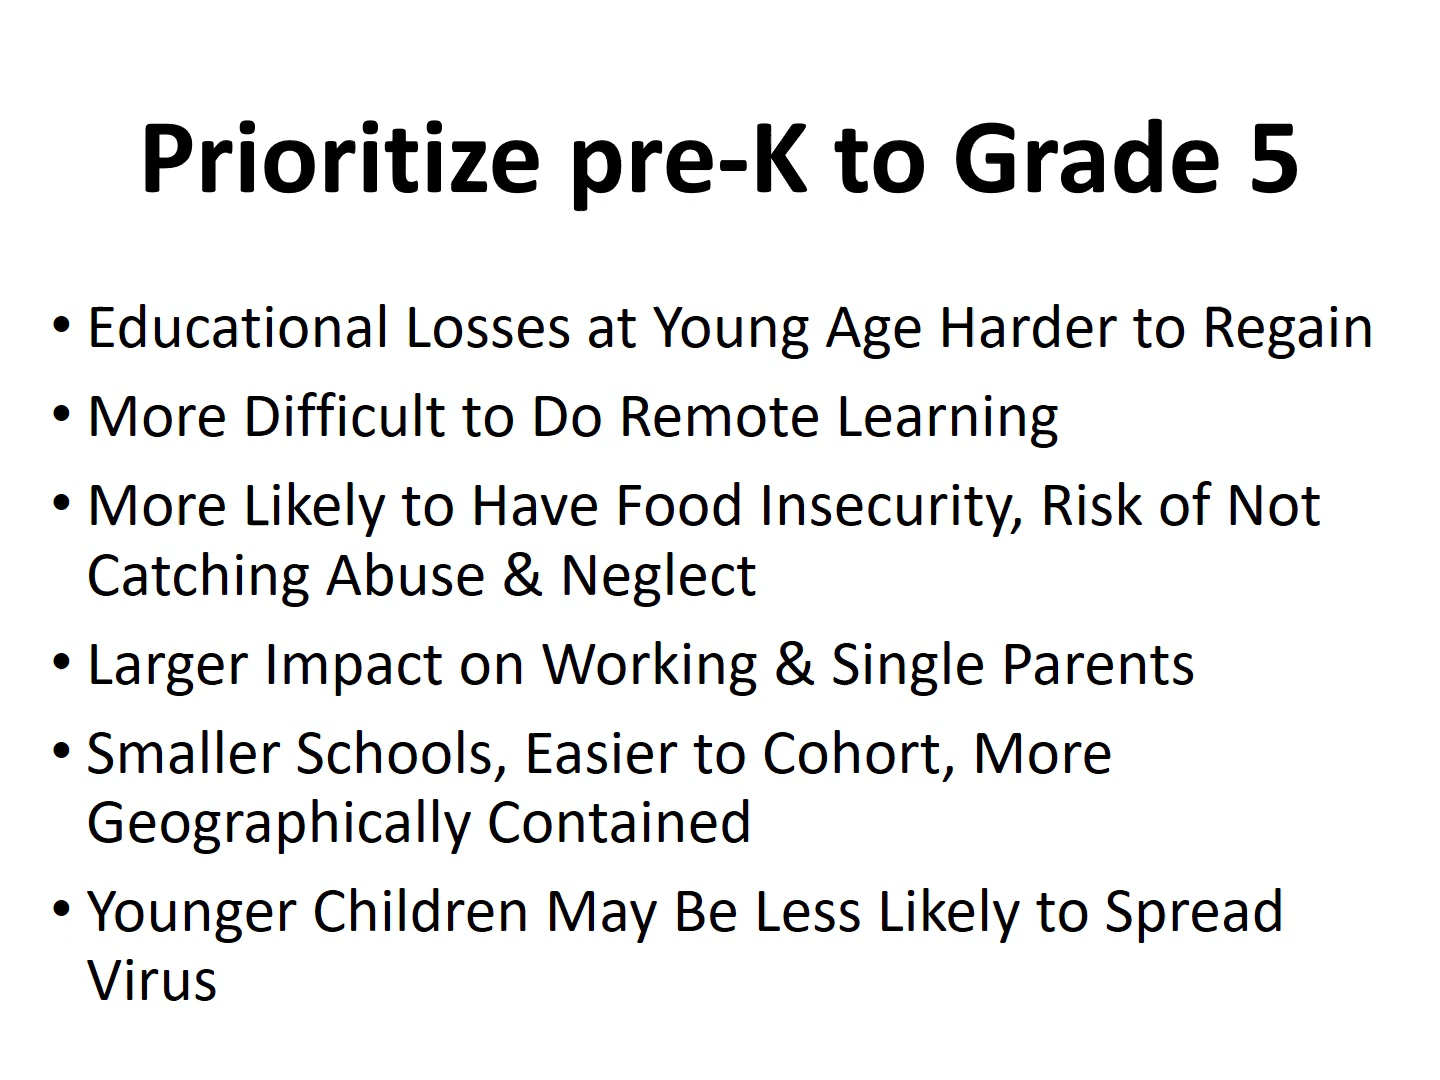 Prioritize pre-K to Grade 5
• Educational Losses at Young Age Harder to Regain
• More Difficult to Do Remote Learning
• More Likely to Have Food Insecurity, Risk of Not
Catching Abuse & Neglect
• Larger Impact on Working & Single Parents
• Smaller Schools, Easier to Cohort, More
Geographically Contained
• Younger Children May Be Less Likely to Spread
Virus